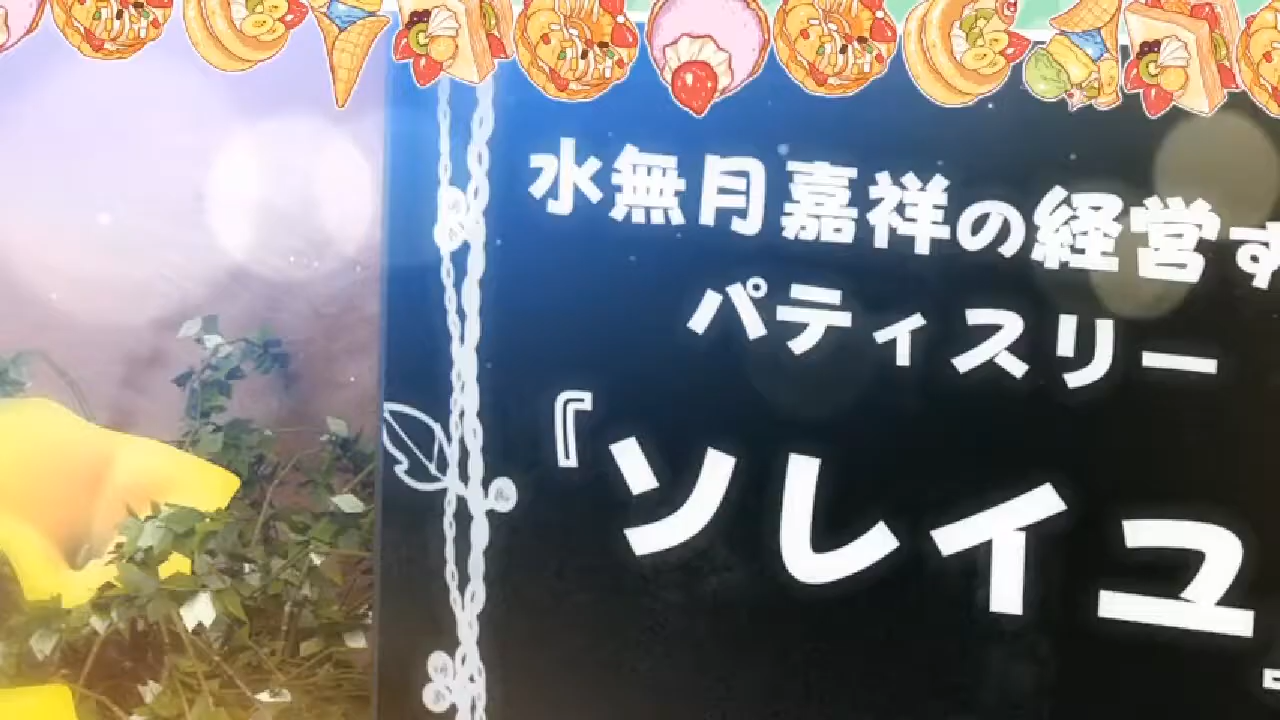 水無月嘉祥の経営す
パティスリー
『ソレイユ』